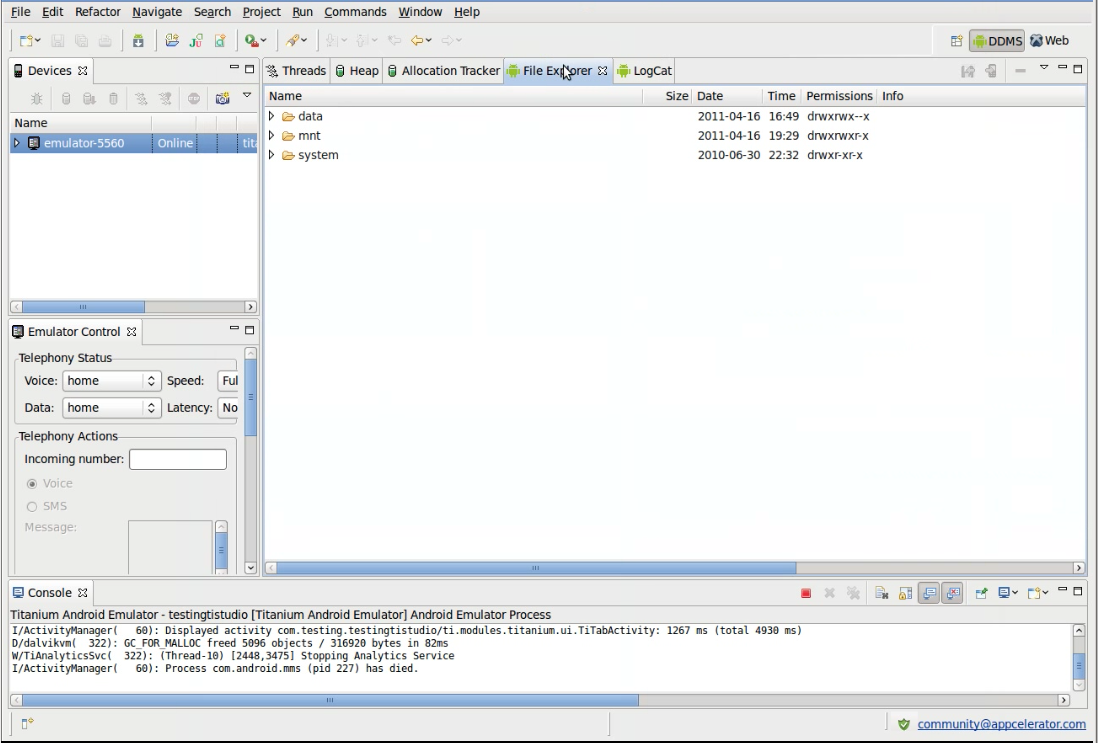 File Edit Refactor Navigate Search Project Run Commands Window Help
DDMS Web
Devices
Threads Heap Allocation Tracker File Explorer LogCat
Name
emulator-5560 Online tita
Name Size Date Time Permissions Info
data 2011-04-16 16:49 drwxrwx--x
mnt 2011-04-16 19:29 drwxrwxr-x
system 2010-06-30 22:32 drwxr-xr-x
Emulator Control
Telephony Status
Voice: home Speed: Ful
Data: home Latency: No
Telephony Actions
Incoming number:
Voice
SMS
Message:
Console
Titanium Android Emulator - testingtistudio [Titanium Android Emulator] Android Emulator Process
I/ActivityManager( 60): Displayed activity com.testing.testingtistudio/ti.modules.titanium.ui.TiTabActivity: 1267 ms (total 4930 ms)
D/dalvikvm( 322): GC_FOR_MALLOC freed 5096 objects / 316920 bytes in 82ms
W/TiAnalyticsSvc( 322): (Thread-10) [2448,3475] Stopping Analytics Service
I/ActivityManager( 60): Process com.android.mms (pid 227) has died.
community@appcelerator.com